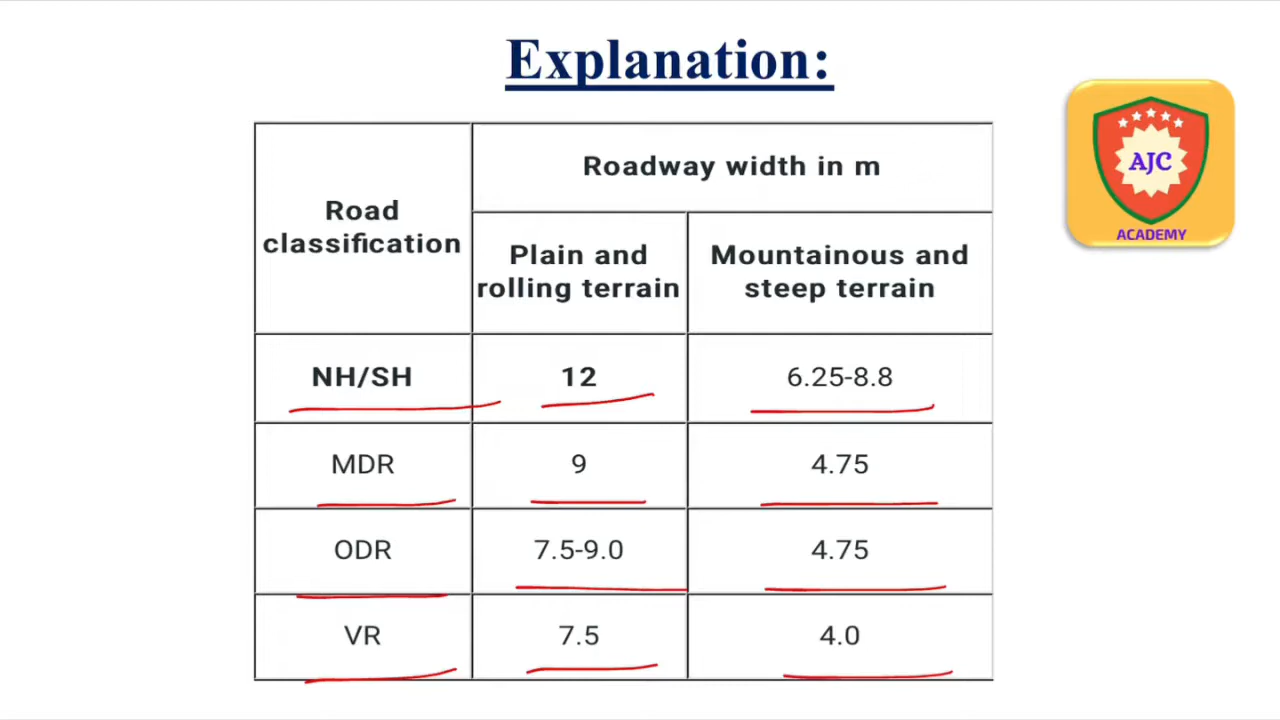 Explanation:
Road
classification
Roadway width in m
Plain and
rolling terrain
Mountainous and
steep terrain
NH/SH 12 6.25-8.8
MDR 9 4.75
ODR 7.5-9.0 4.75
VR 7.5 4.0
AJC
ACADEMY